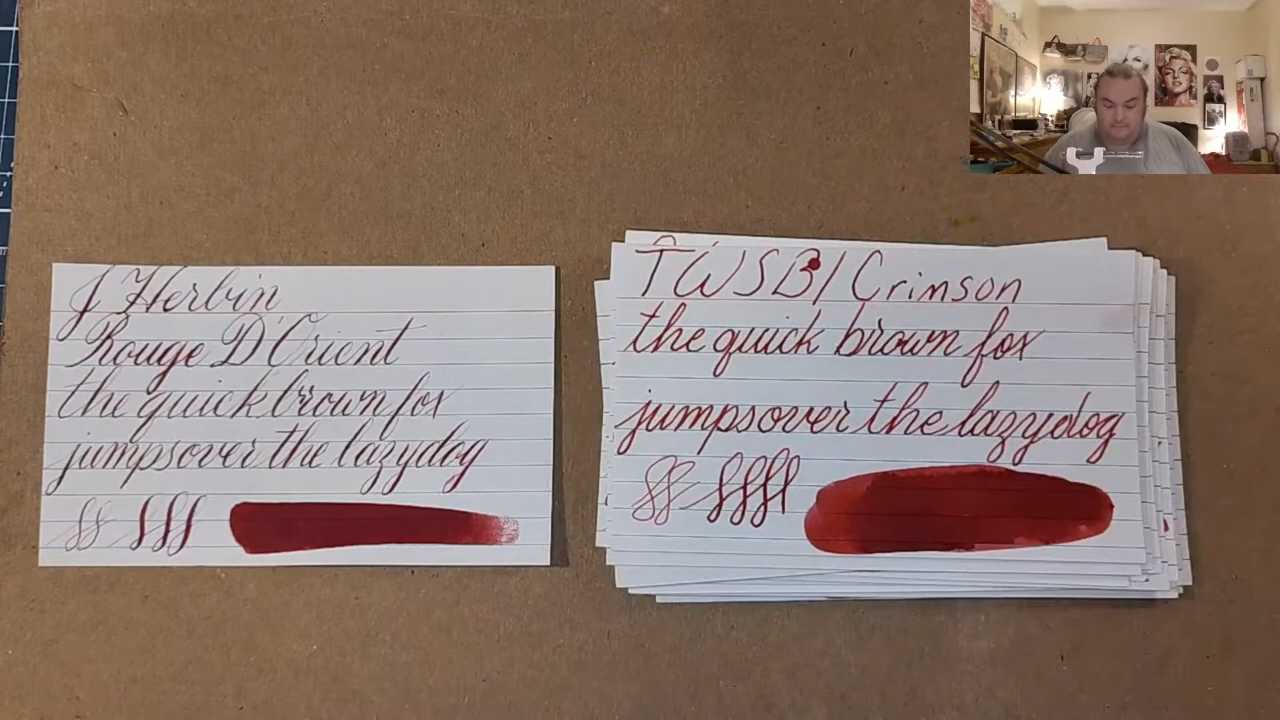 J Herbin
Rouge D'Orient
the quick brown fox
jumpsover the lazydog
TWSBI Crimson
the quick brown fox
jumpsover the lazydog